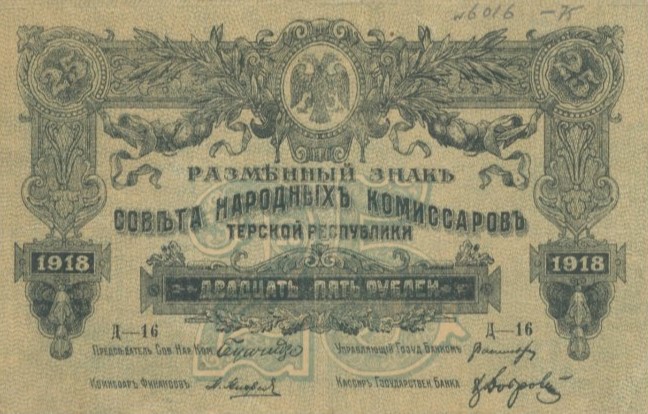 №6016 -75
25 25
РАЗМѢННЫЙ ЗНАКЪ
СОВѢТА НАРОДНЫХЪ КОМИССАРОВЪ
ТЕРСКОЙ РЕСПУБЛИКИ
1918 1918
ДВАДЦАТЬ ПЯТЬ РУБЛЕЙ
Д—16 Д—16
Предсѣдатель Сов. Нар. Ком. Управляющій Госуд. Банкомъ
Комиссаръ Финансовъ Кассиръ Государствен. Банка